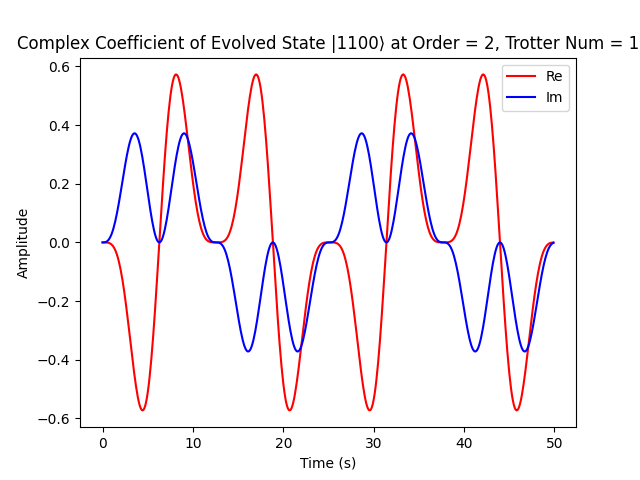 Complex Coefficient of Evolved State |1100⟩ at Order = 2, Trotter Num = 1
0.6
0.4
0.2
0.0
−0.2
−0.4
−0.6
Amplitude
Re
Im
0
10
20
30
40
50
Time (s)